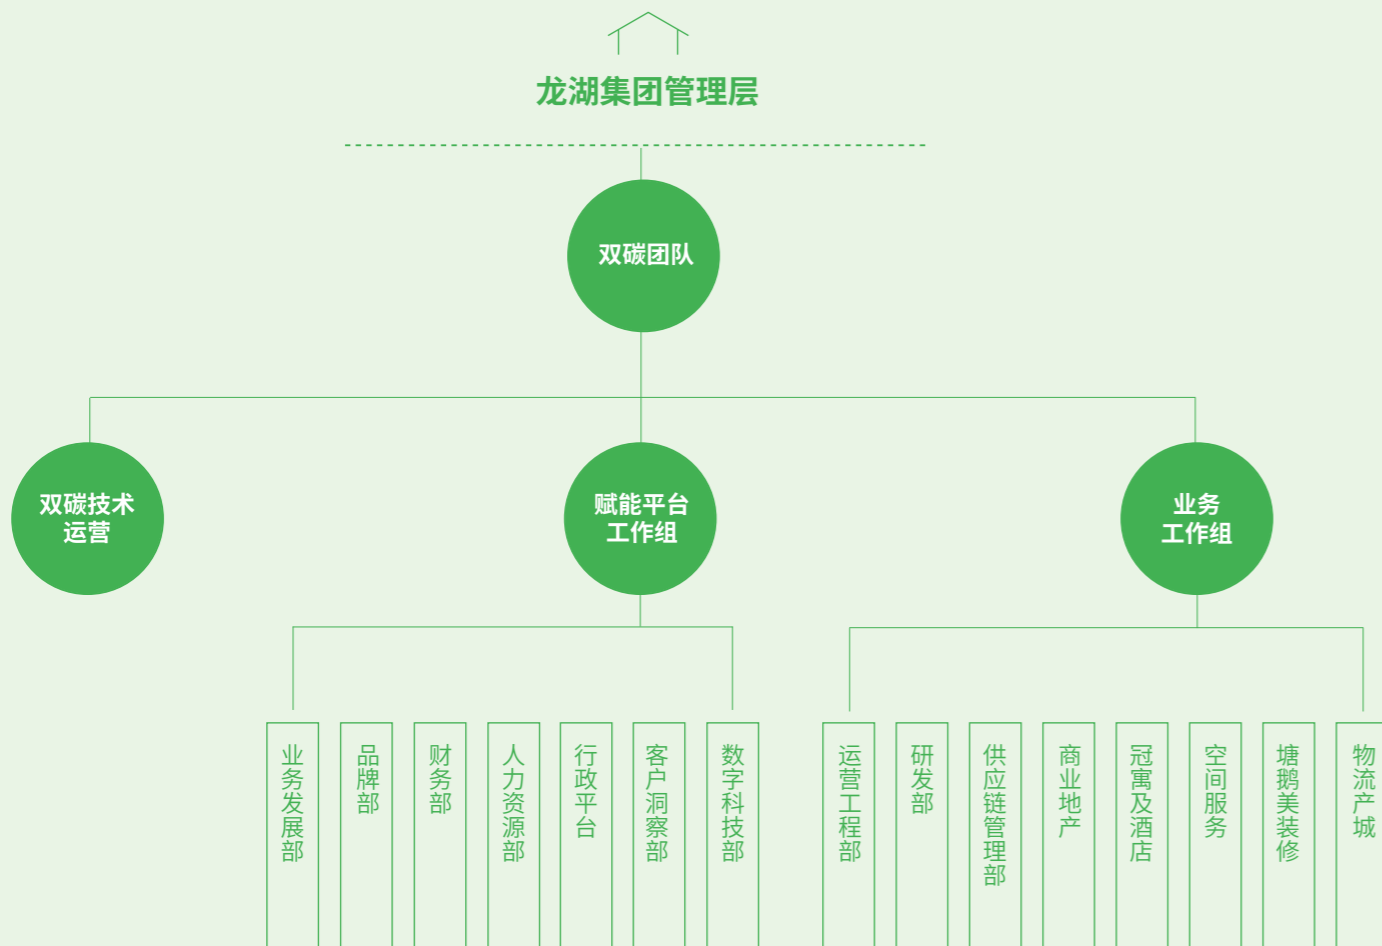 龙湖集团管理层
双碳团队
双碳技术
运营
赋能平台
工作组
业务
工作组
业务发展部
品牌部
财务部
人力资源部
行政平台
客户洞察部
数字科技部
运营工程部
研发部
供应链管理部
商业地产
冠寓及酒店
空间服务
塘鹅美装修
物流产城